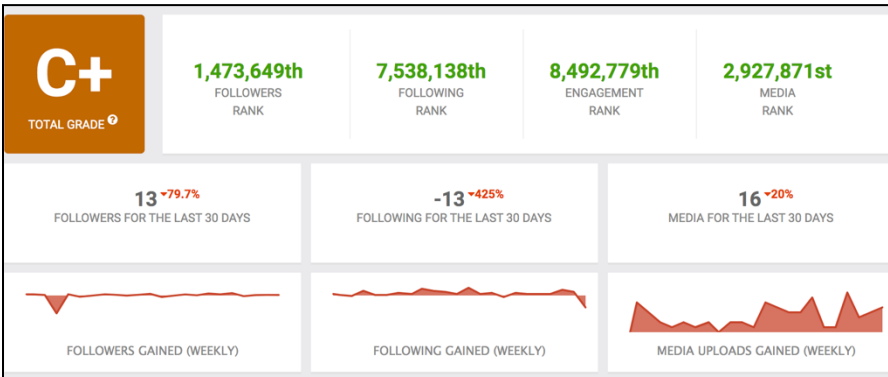 C+
TOTAL GRADE ?
1,473,649th
FOLLOWERS
RANK
7,538,138th
FOLLOWING
RANK
8,492,779th
ENGAGEMENT
RANK
2,927,871st
MEDIA
RANK
13 79.7%
FOLLOWERS FOR THE LAST 30 DAYS
-13 425%
FOLLOWING FOR THE LAST 30 DAYS
16 20%
MEDIA FOR THE LAST 30 DAYS
FOLLOWERS GAINED (WEEKLY)
FOLLOWING GAINED (WEEKLY)
MEDIA UPLOADS GAINED (WEEKLY)